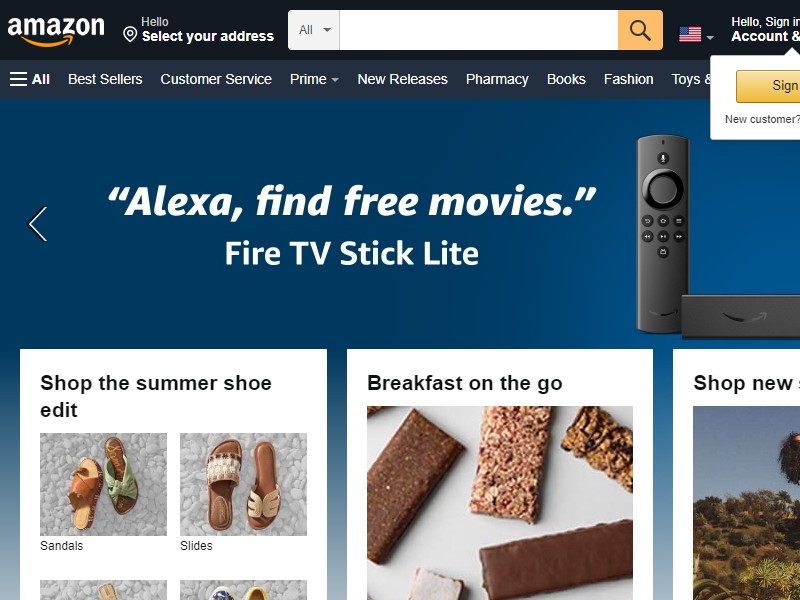 amazon
Hello
Select your address
All
Hello, Sign in
Account &
All
Best Sellers
Customer Service
Prime
New Releases
Pharmacy
Books
Fashion
Toys &
Sign
New customer?
“Alexa, find free movies.”
Fire TV Stick Lite
Shop the summer shoe
edit
Sandals
Slides
Breakfast on the go
Shop new